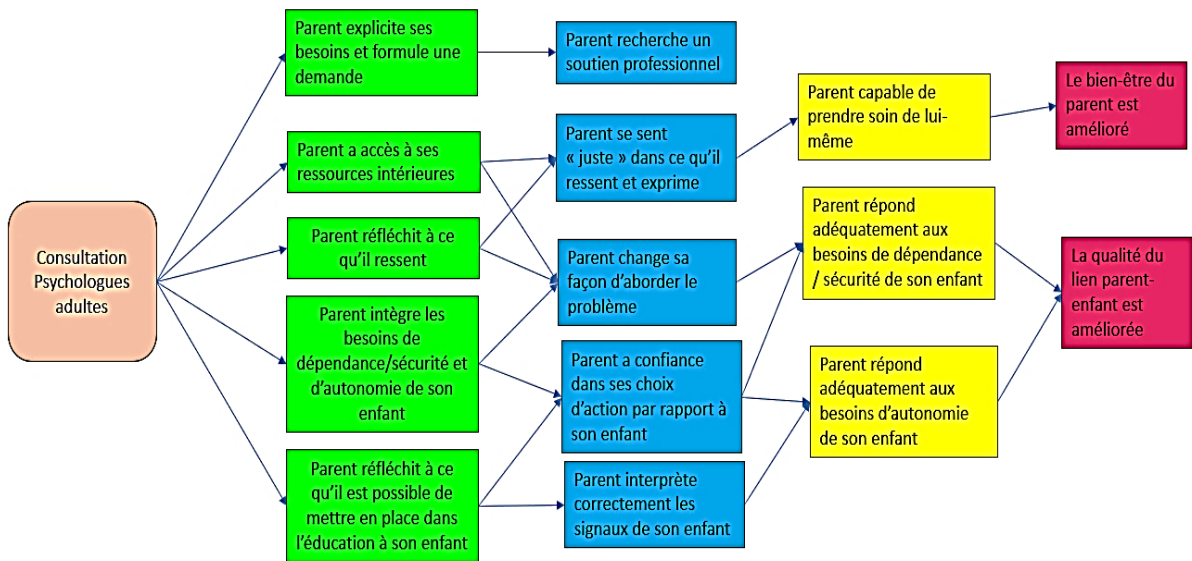 Consultation
Psychologues
adultes
Parent explicite ses
besoins et formule une
demande
Parent a accès à ses
ressources intérieures
Parent réfléchit à ce
qu'il ressent
Parent intègre les
besoins de
dépendance/sécurité et
d'autonomie de son
enfant
Parent réfléchit à ce
qu'il est possible de
mettre en place dans
l'éducation à son enfant
Parent recherche un
soutien professionnel
Parent se sent
« juste » dans ce qu'il
ressent et exprime
Parent change sa
façon d'aborder le
problème
Parent a confiance
dans ses choix
d'action par rapport à
son enfant
Parent interprète
correctement les
signaux de son enfant
Parent capable de
prendre soin de lui-
même
Parent répond
adéquatement aux
besoins de dépendance
/ sécurité de son enfant
Parent répond
adéquatement aux
besoins d'autonomie
de son enfant
Le bien-être du
parent est
amélioré
La qualité du
lien parent-
enfant est
améliorée